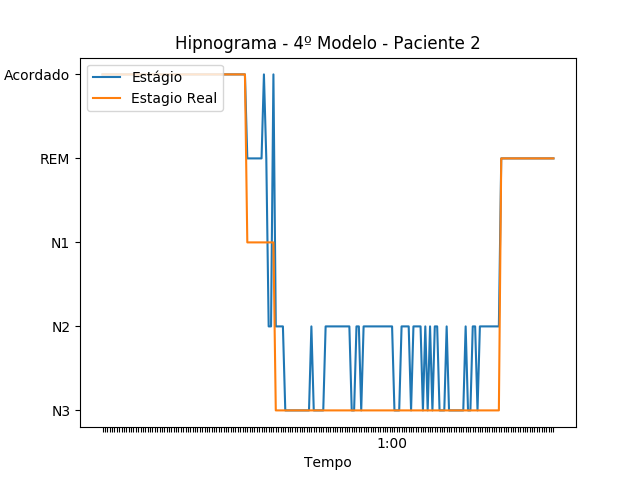 Hipnograma - 4º Modelo - Paciente 2
Acordado
Estágio
Estagio Real
REM
N1
N2
N3
1:00
Tempo